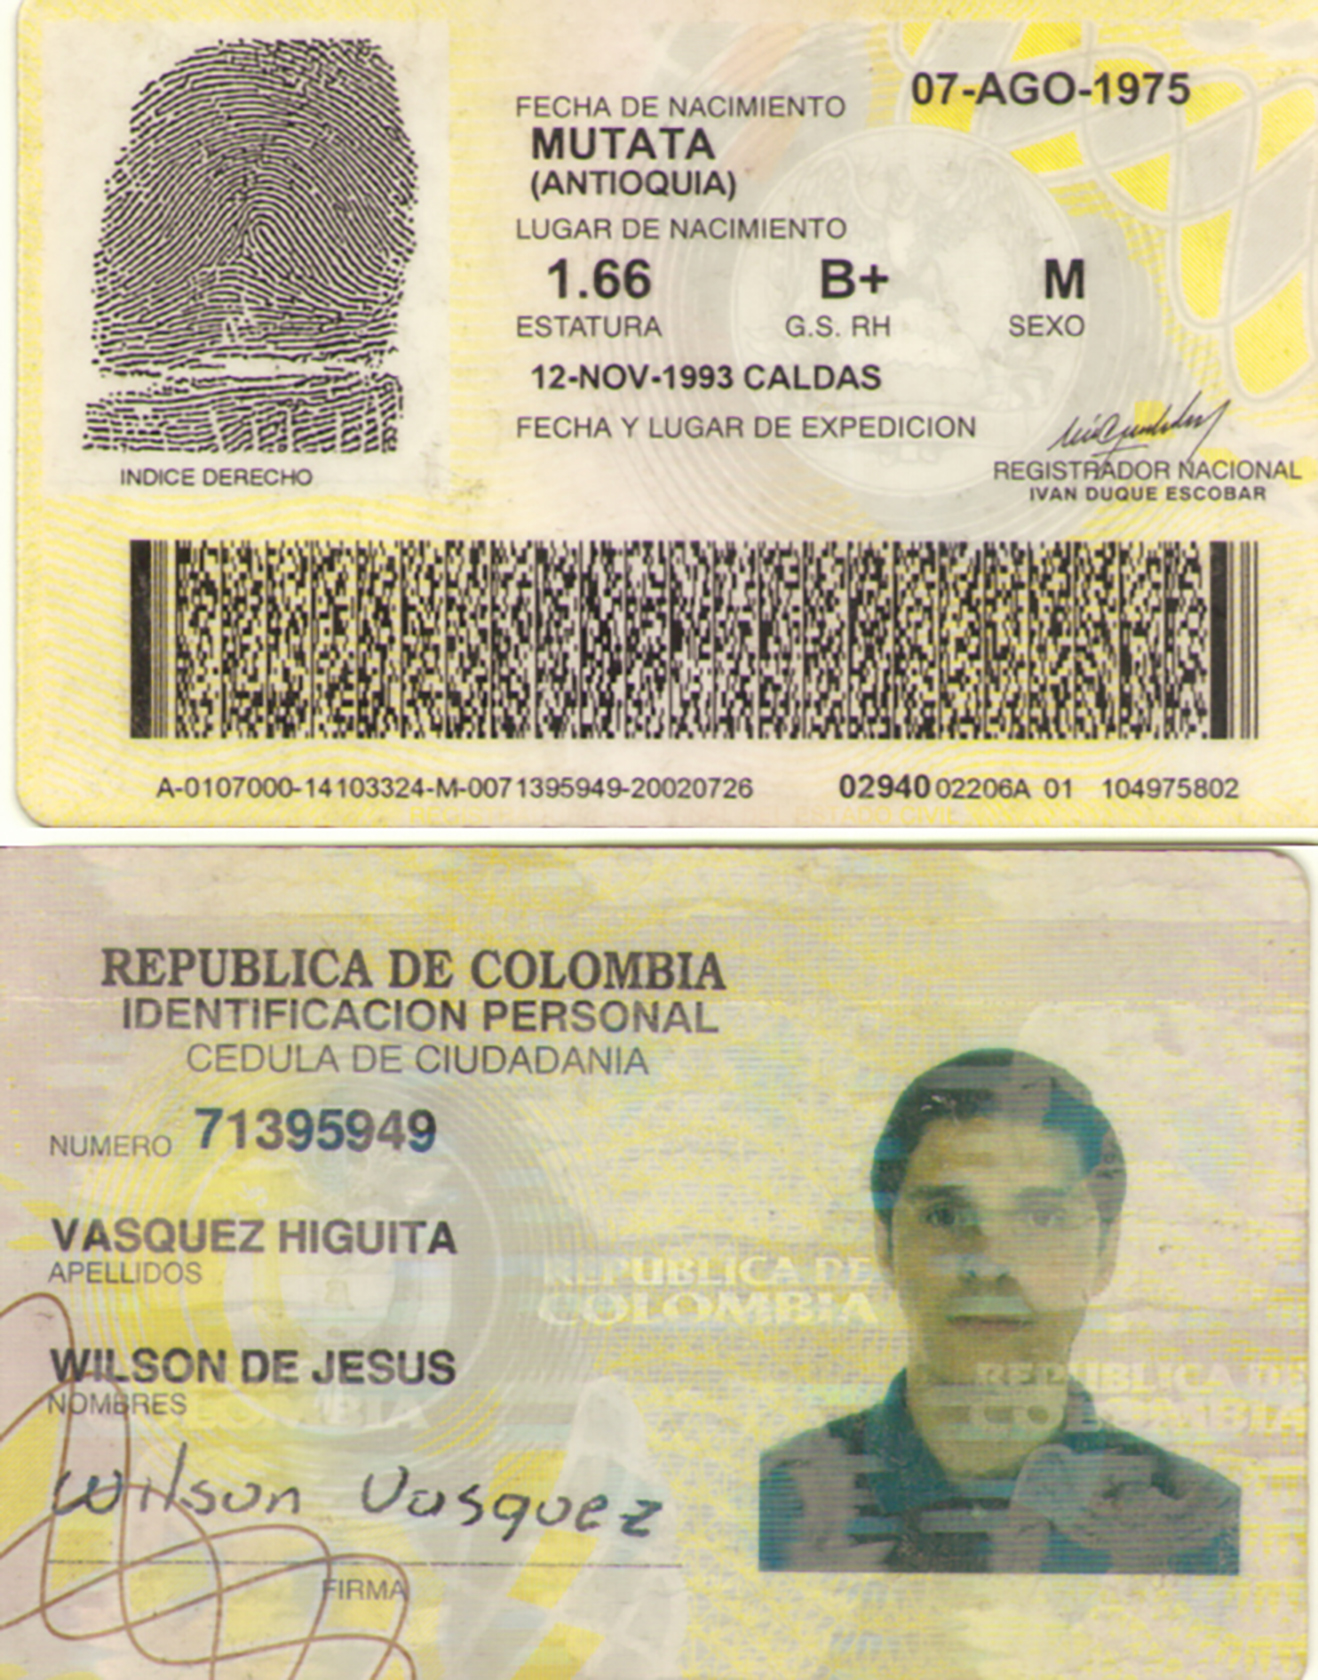 07-AGO-1975
FECHA DE NACIMIENTO
MUTATA
(ANTIOQUIA)
LUGAR DE NACIMIENTO
1.66 B+ M
ESTATURA G.S. RH SEXO
12-NOV-1993 CALDAS
FECHA Y LUGAR DE EXPEDICION
INDICE DERECHO
REGISTRADOR NACIONAL
IVAN DUQUE ESCOBAR
A-0107000-14103324-M-0071395949-20020726 02940 02206A 01 104975802
REPUBLICA DE COLOMBIA
IDENTIFICACION PERSONAL
CEDULA DE CIUDADANIA
NUMERO 71395949
VASQUEZ HIGUITA
APELLIDOS
REPUBLICA DE
COLOMBIA
WILSON DE JESUS
NOMBRES
REPUBLICA DE
COLOMBIA
Wilson Vasquez
FIRMA